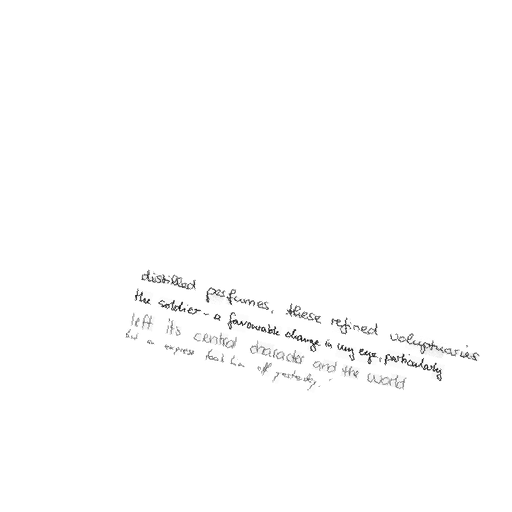 distilled perfumes, these refined voluptuaries
the soldier - a favourable change in my eye, particularly
left its central character and the world
but an express took him off yesterday."